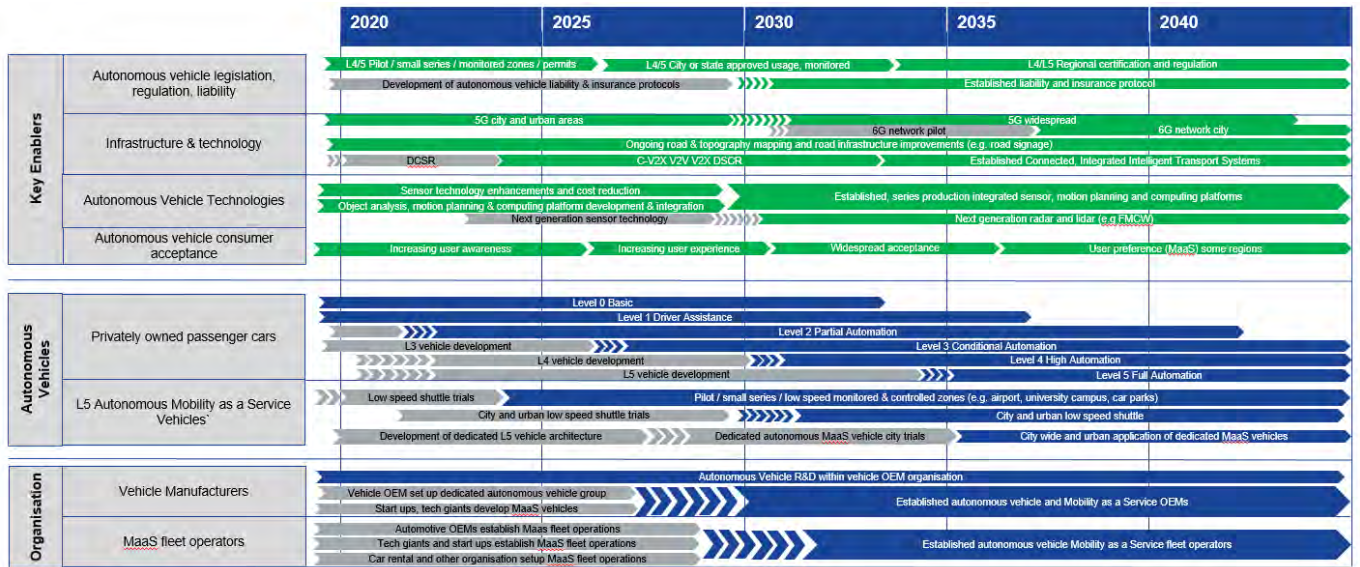 2020 2025 2030 2035 2040
Key Enablers
Autonomous vehicle legislation,
regulation, liability
L4/5 Pilot / small series / monitored zones / permits
L4/5 City or state approved usage, monitored
L4/L5 Regional certification and regulation
Development of autonomous vehicle liability & insurance protocols
Established liability and insurance protocol
Infrastructure & technology
5G city and urban areas
5G widespread
6G network pilot
6G network city
Ongoing road & topography mapping and road infrastructure improvements (e.g. road signage)
DCSR
C-V2X V2V V2X DSCR
Established Connected, Integrated Intelligent Transport Systems
Autonomous Vehicle Technologies
Sensor technology enhancements and cost reduction
Object analysis, motion planning & computing platform development & integration
Established, series production integrated sensor, motion planning and computing platforms
Next generation sensor technology
Next generation radar and lidar (e.g FMCW)
Autonomous vehicle consumer
acceptance
Increasing user awareness
Increasing user experience
Widespread acceptance
User preference (MaaS) some regions
Autonomous
Vehicles
Privately owned passenger cars
Level 0 Basic
Level 1 Driver Assistance
Level 2 Partial Automation
L3 vehicle development
Level 3 Conditional Automation
L4 vehicle development
Level 4 High Automation
L5 vehicle development
Level 5 Full Automation
L5 Autonomous Mobility as a Service
Vehicles`
Low speed shuttle trials
Pilot / small series / low speed monitored & controlled zones (e.g. airport, university campus, car parks)
City and urban low speed shuttle trials
City and urban low speed shuttle
Development of dedicated L5 vehicle architecture
Dedicated autonomous MaaS vehicle city trials
City wide and urban application of dedicated MaaS vehicles
Organisation
Vehicle Manufacturers
Autonomous Vehicle R&D within vehicle OEM organisation
Vehicle OEM set up dedicated autonomous vehicle group
Start ups, tech giants develop MaaS vehicles
Established autonomous vehicle and Mobility as a Service OEMs
MaaS fleet operators
Automotive OEMs establish Maas fleet operations
Tech giants and start ups establish MaaS fleet operations
Car rental and other organisation setup MaaS fleet operations
Established autonomous vehicle Mobility as a Service fleet operators